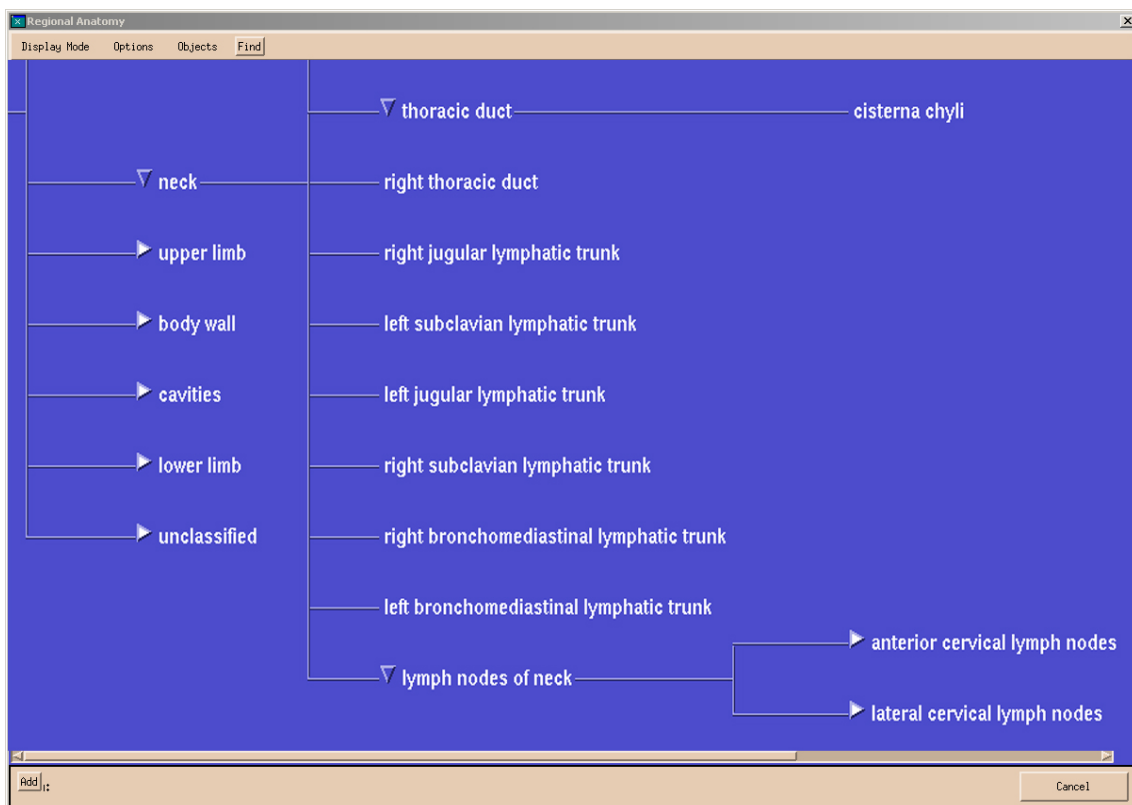 Regional Anatomy
Display Mode Options Objects Find
thoracic duct cisterna chyli
neck right thoracic duct
upper limb right jugular lymphatic trunk
body wall left subclavian lymphatic trunk
cavities left jugular lymphatic trunk
lower limb right subclavian lymphatic trunk
unclassified right bronchomediastinal lymphatic trunk
left bronchomediastinal lymphatic trunk
anterior cervical lymph nodes
lymph nodes of neck
lateral cervical lymph nodes
Add Cancel